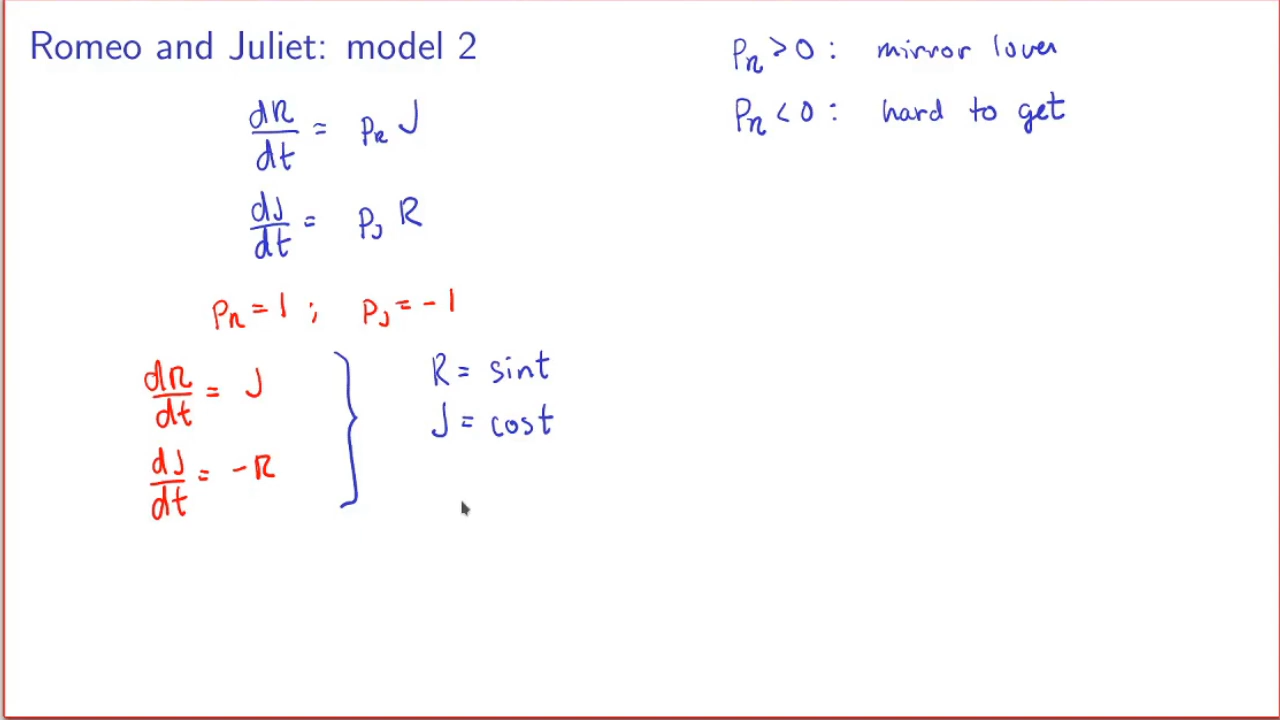 Romeo and Juliet: model 2
dR/dt = p_R J
dJ/dt = p_J R
p_R = 1 ; p_J = -1
dR/dt = J
dJ/dt = -R
R = sint
J = cost
p_R > 0 : mirror lover
p_R < 0 : hard to get